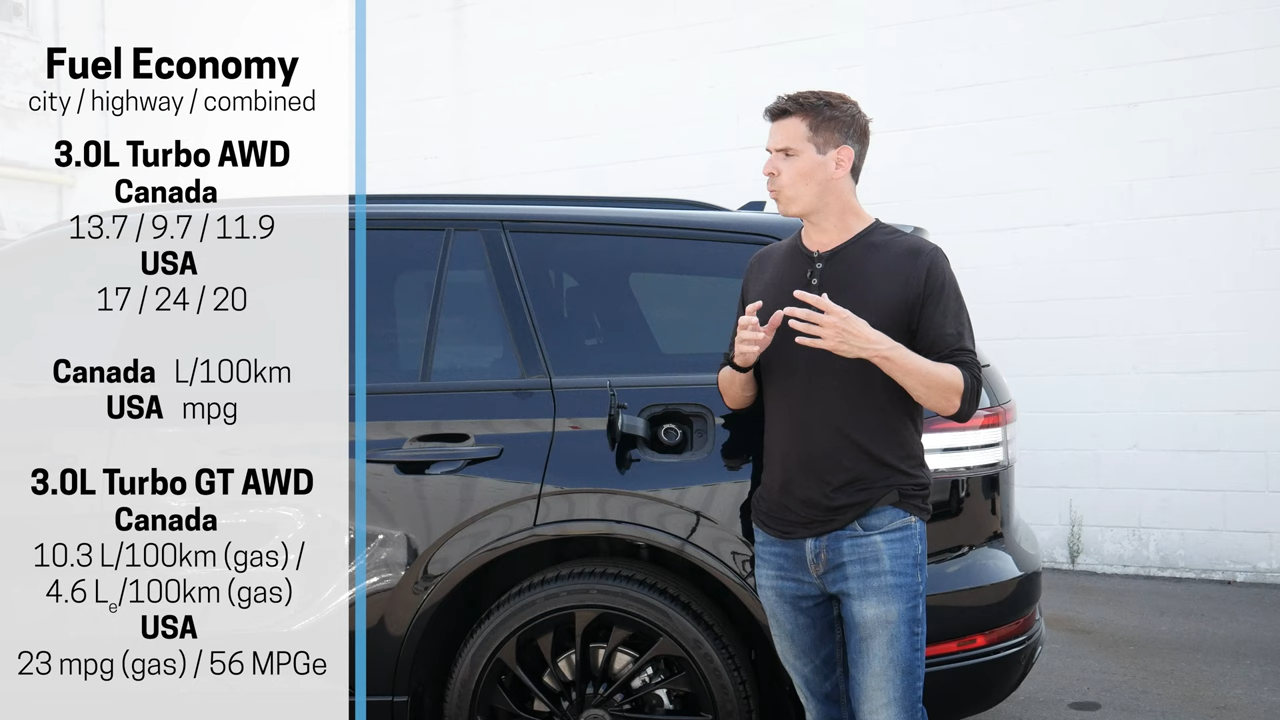 Fuel Economy
city / highway / combined
3.0L Turbo AWD
Canada
13.7 / 9.7 / 11.9
USA
17 / 24 / 20
Canada L/100km
USA mpg
3.0L Turbo GT AWD
Canada
10.3 L/100km (gas) /
4.6 Le/100km (gas)
USA
23 mpg (gas) / 56 MPGe